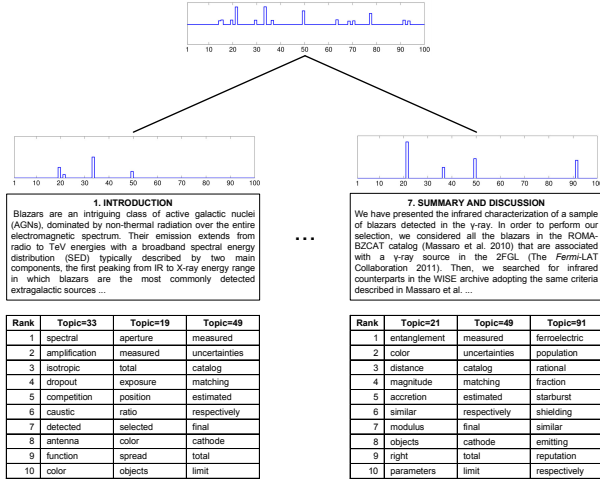 1 10 20 30 40 50 60 70 80 90 100
1 10 20 30 40 50 60 70 80 90 100
1 10 20 30 40 50 60 70 80 90 100
1. INTRODUCTION
Blazars are an intriguing class of active galactic nuclei
(AGNs), dominated by non-thermal radiation over the entire
electromagnetic spectrum. Their emission extends from
radio to TeV energies with a broadband spectral energy
distribution (SED) typically described by two main
components, the first peaking from IR to X-ray energy range
in which blazars are the most commonly detected
extragalactic sources ...
...
7. SUMMARY AND DISCUSSION
We have presented the infrared characterization of a sample
of blazars detected in the γ-ray. In order to perform our
selection, we considered all the blazars in the ROMA-
BZCAT catalog (Massaro et al. 2010) that are associated
with a γ-ray source in the 2FGL (The Fermi-LAT
Collaboration 2011). Then, we searched for infrared
counterparts in the WISE archive adopting the same criteria
described in Massaro et al. ...
Rank Topic=33 Topic=19 Topic=49
1 spectral aperture measured
2 amplification measured uncertainties
3 isotropic total catalog
4 dropout exposure matching
5 competition position estimated
6 caustic ratio respectively
7 detected selected final
8 antenna color cathode
9 function spread total
10 color objects limit
Rank Topic=21 Topic=49 Topic=91
1 entanglement measured ferroelectric
2 color uncertainties population
3 distance catalog rational
4 magnitude matching fraction
5 accretion estimated starburst
6 similar respectively shielding
7 modulus final similar
8 objects cathode emitting
9 right total reputation
10 parameters limit respectively